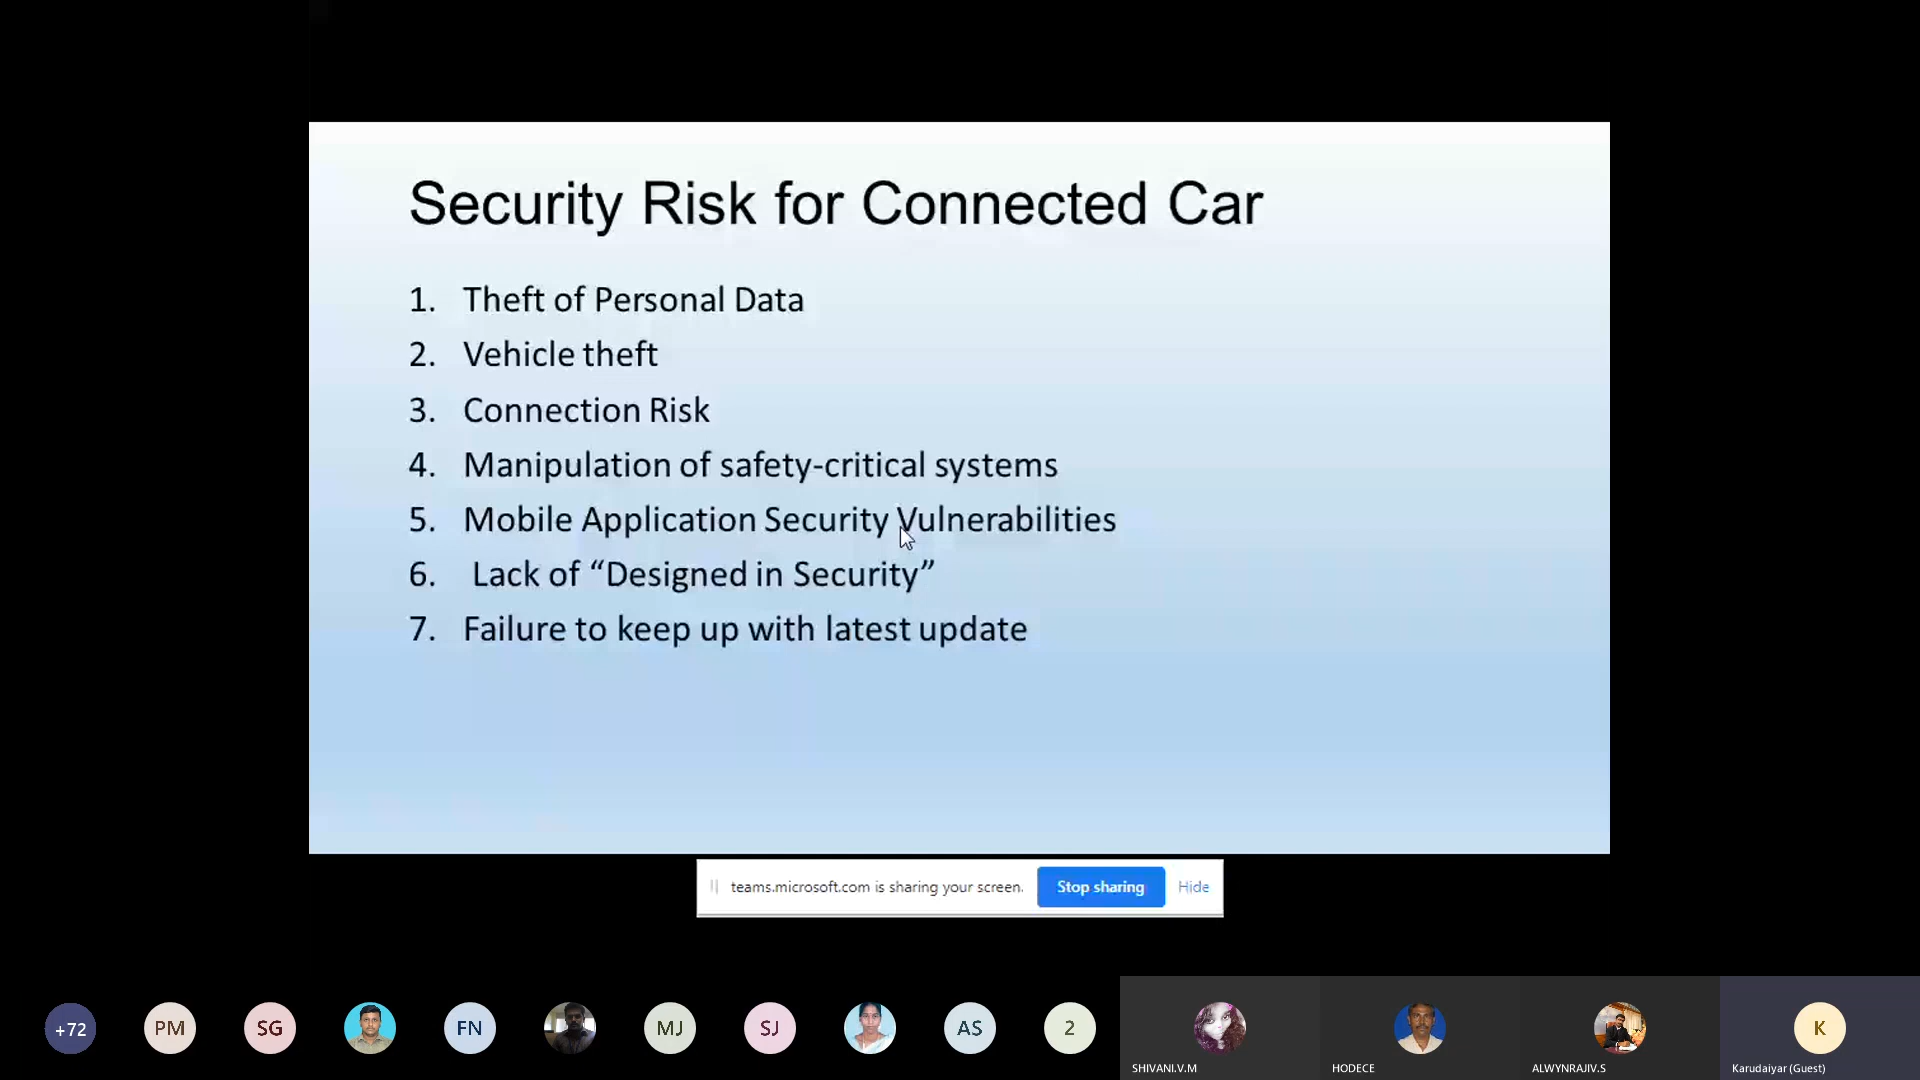 Security Risk for Connected Car
1. Theft of Personal Data
2. Vehicle theft
3. Connection Risk
4. Manipulation of safety-critical systems
5. Mobile Application Security Vulnerabilities
6. Lack of “Designed in Security”
7. Failure to keep up with latest update
teams.microsoft.com is sharing your screen. Stop sharing Hide
+72 PM SG FN MJ SJ AS 2 K
SHIVANI.V.M HODECE ALWYNRAJIV.S Karudaiyar (Guest)